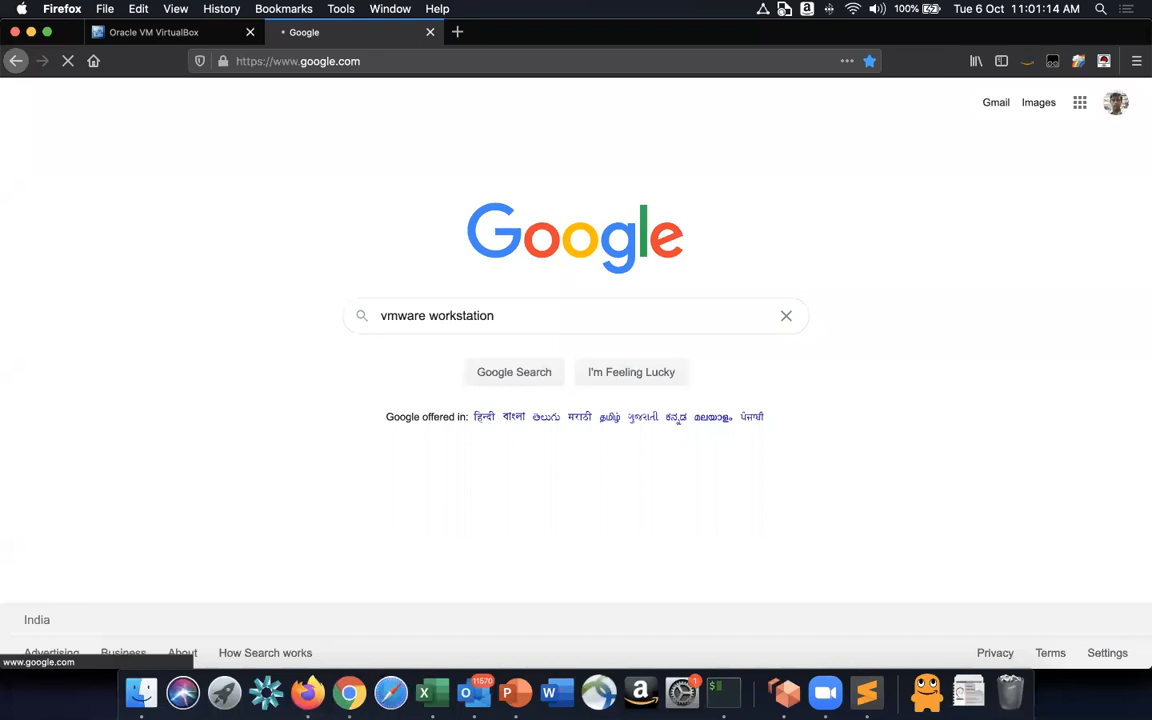 Firefox File Edit View History Bookmarks Tools Window Help 100% Tue 6 Oct 11:01:14 AM
Oracle VM VirtualBox Google
https://www.google.com
Gmail Images
Google
vmware workstation
Google Search I'm Feeling Lucky
Google offered in: हिन्दी বাংলা తెలుగు मराठी தமிழ் ગુજરાતી ಕನ್ನಡ മലയാളം ਪੰਜਾਬੀ
India
Advertising Business About How Search works Privacy Terms Settings
www.google.com
11570 1